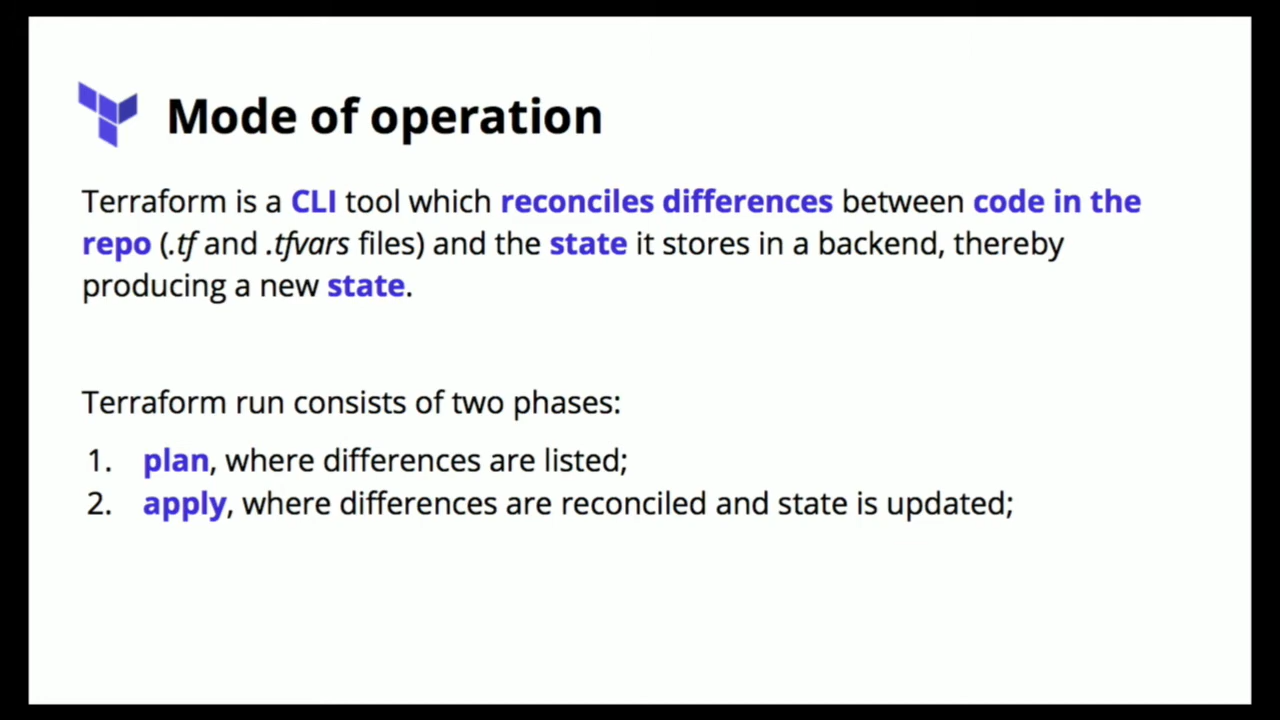 Mode of operation
Terraform is a CLI tool which reconciles differences between code in the
repo (.tf and .tfvars files) and the state it stores in a backend, thereby
producing a new state.
Terraform run consists of two phases:
1. plan, where differences are listed;
2. apply, where differences are reconciled and state is updated;